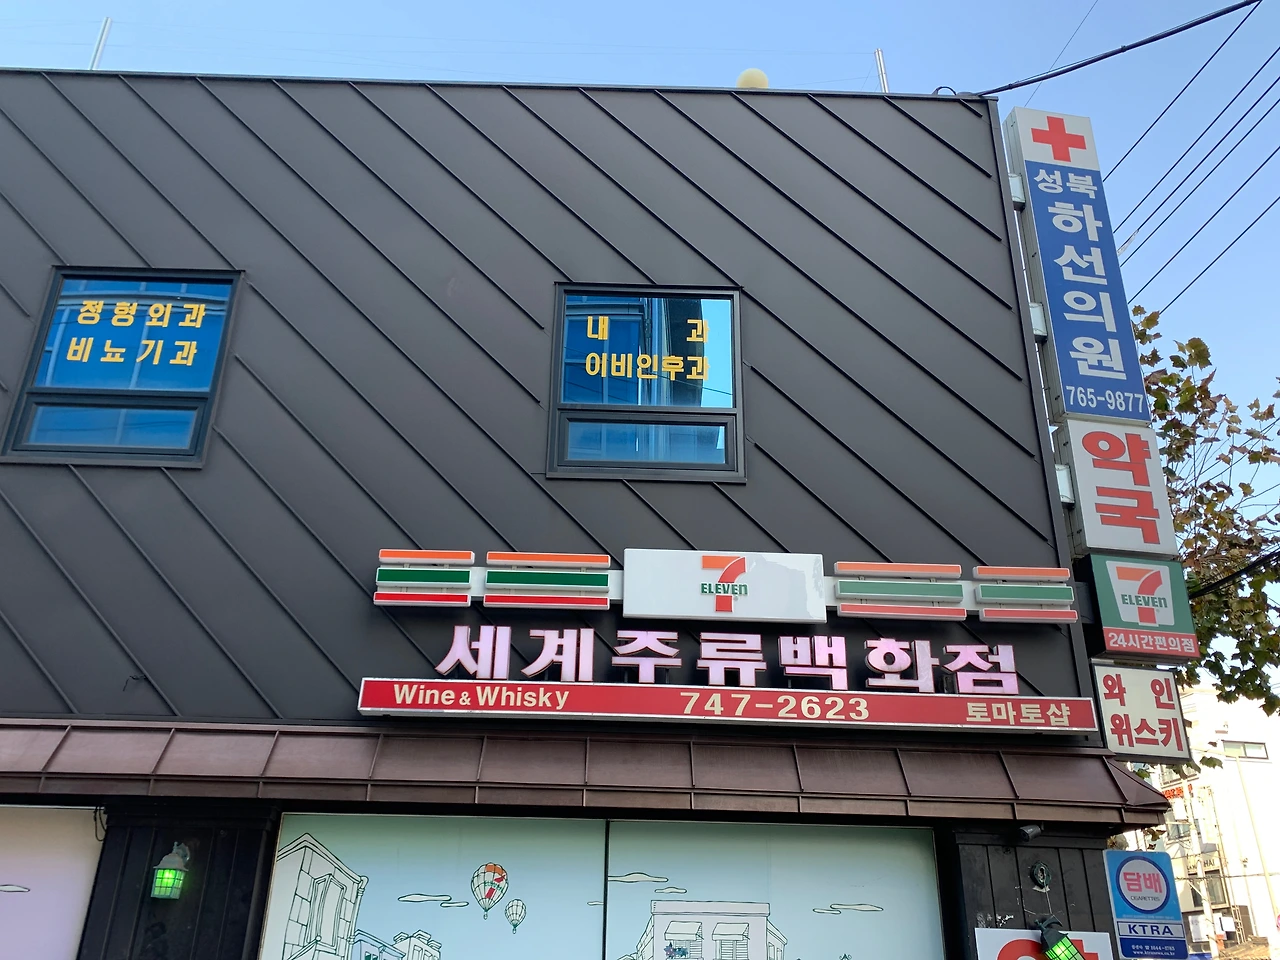 정형외과
비뇨기과
내 과
이비인후과
성북
하선의원
765-9877
약국
7
ELEVEN
24시간편의점
와 인
위스키
7
ELEVEN
세계주류백화점
Wine & Whisky 747-2623 토마토샵
담배
CIGARETTES
KTRA